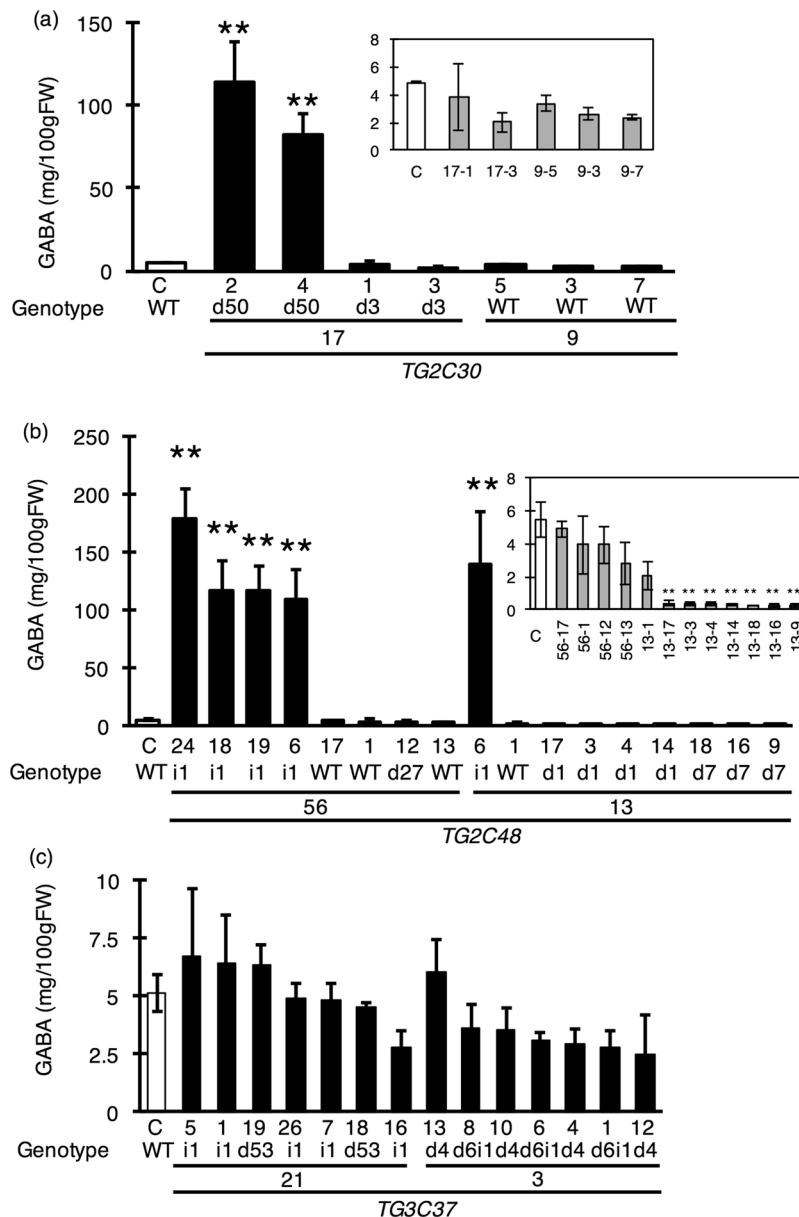 (a)
GABA (mg/100gFW)
150
100
50
0
** **
8
6
4
2
0
C 17-1 17-3 9-5 9-3 9-7
C 2 4 1 3 5 3 7
Genotype WT d50 d50 d3 d3 WT WT WT
17 9
TG2C30
(b)
GABA (mg/100gFW)
250
200
150
100
50
0
** ** ** ** **
8
6
4
2
0
** ** ** ** ** ** **
C 56-17 56-1 56-12 56-13 13-1 13-17 13-3 13-4 13-14 13-18 13-16 13-9
C 24 18 19 6 17 1 12 13 6 1 17 3 4 14 18 16 9
Genotype WT i1 i1 i1 i1 WT WT d27 WT i1 WT d1 d1 d1 d1 d7 d7 d7
56 13
TG2C48
(c)
GABA (mg/100gFW)
10
7.5
5
2.5
0
C 5 1 19 26 7 18 16 13 8 10 6 4 1 12
Genotype WT i1 i1 d53 i1 i1 d53 i1 d4 d6i1 d4 d6i1 d4 d6i1 d4
21 3
TG3C37